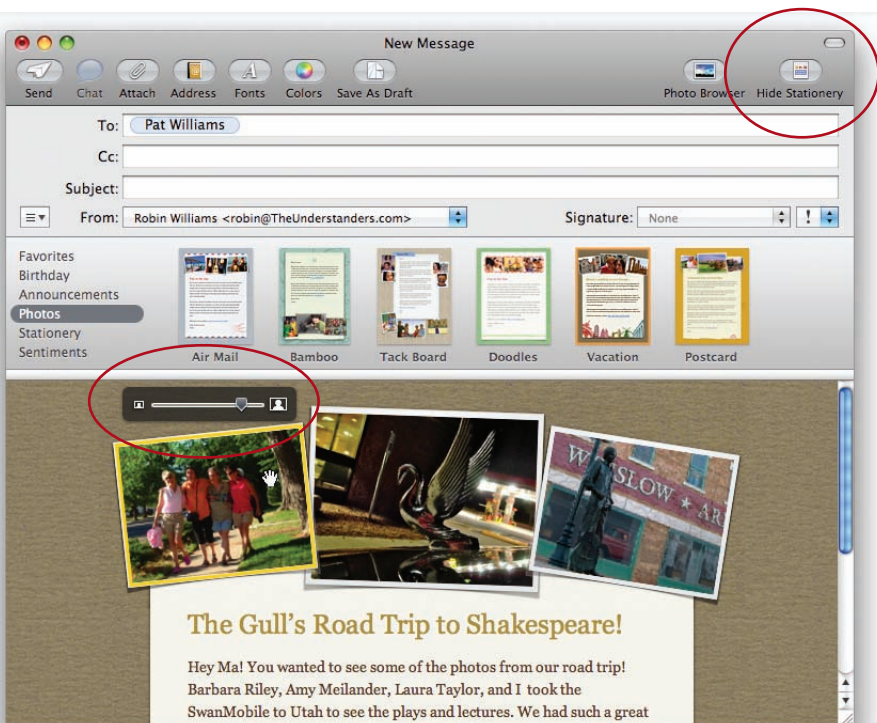 New Message
Send Chat Attach Address Fonts Colors Save As Draft Photo Browser Hide Stationery
To: Pat Williams
Cc:
Subject:
From: Robin Williams <robin@TheUnderstanders.com> Signature: None !
Favorites
Birthday
Announcements
Photos
Stationery
Sentiments
Air Mail Bamboo Tack Board Doodles Vacation Postcard
WINSLOW ★ AR
The Gull's Road Trip to Shakespeare!
Hey Ma! You wanted to see some of the photos from our road trip!
Barbara Riley, Amy Meilander, Laura Taylor, and I took the
SwanMobile to Utah to see the plays and lectures. We had such a great